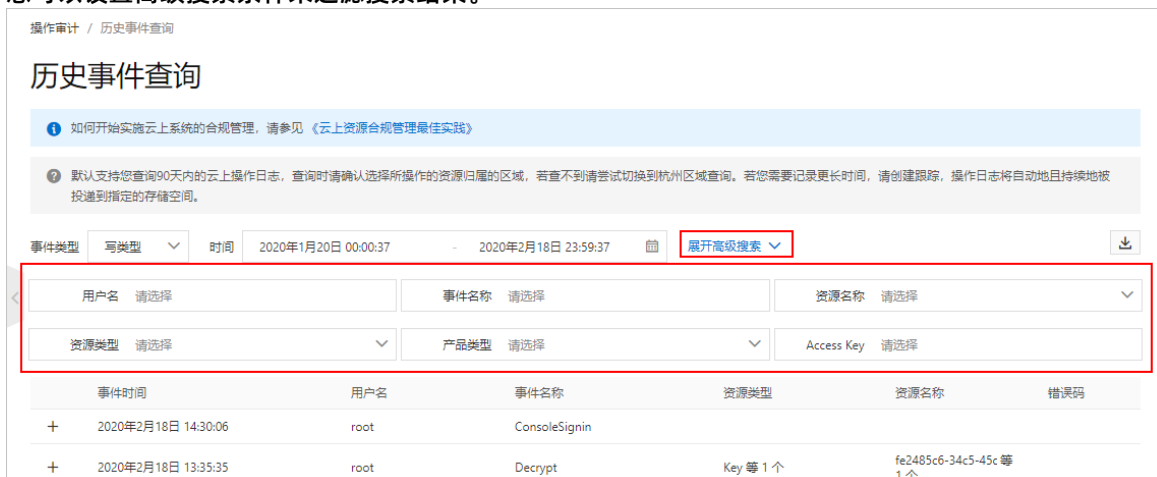 操作审计 / 历史事件查询
历史事件查询
如何开始实施云上系统的合规管理，请参见《云上资源合规管理最佳实践》
默认支持您查询90天内的云上操作日志，查询时请确认选择所操作的资源归属的区域，若查不到请尝试切换到杭州区域查询。若您需要记录更长时间，请创建跟踪，操作日志将自动地且持续地被
投递到指定的存储空间。
事件类型 写类型 时间 2020年1月20日 00:00:37 - 2020年2月18日 23:59:37 展开高级搜索
用户名 请选择 事件名称 请选择 资源名称 请选择
资源类型 请选择 产品类型 请选择 Access Key 请选择
事件时间 用户名 事件名称 资源类型 资源名称 错误码
+ 2020年2月18日 14:30:06 root ConsoleSignin
+ 2020年2月18日 13:35:35 root Decrypt Key 等 1 个 fe2485c6-34c5-45c 等
1 个